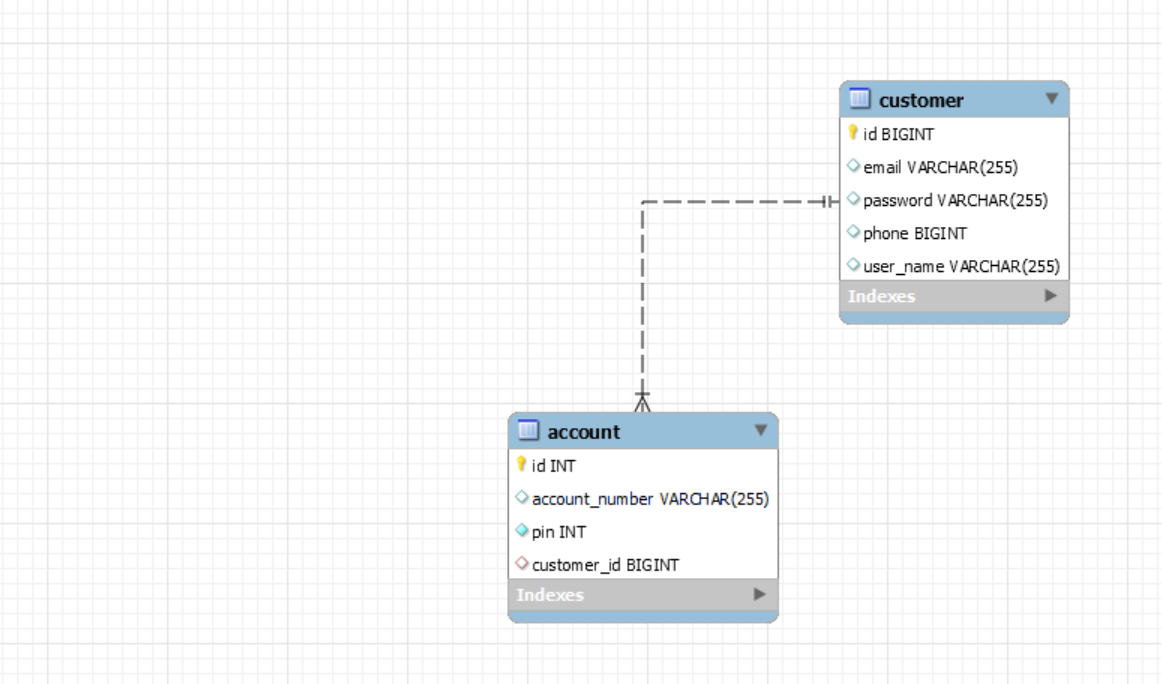 customer
id BIGINT
email VARCHAR(255)
password VARCHAR(255)
phone BIGINT
user_name VARCHAR(255)
Indexes
account
id INT
account_number VARCHAR(255)
pin INT
customer_id BIGINT
Indexes